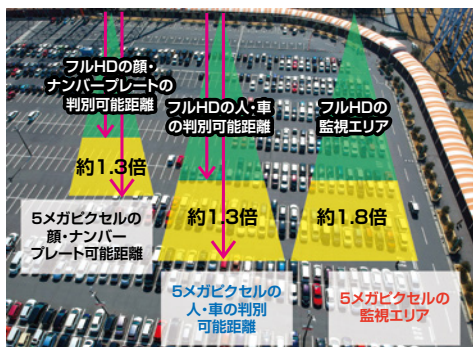 フルHDの顔・
ナンバープレートの
判別可能距離
フルHDの人・車
の判別可能距離
フルHDの
監視エリア
約1.3倍
約1.3倍
約1.8倍
5メガピクセルの
顔・ナンバー
プレート可能距離
5メガピクセルの
人・車の判別
可能距離
5メガピクセルの
監視エリア